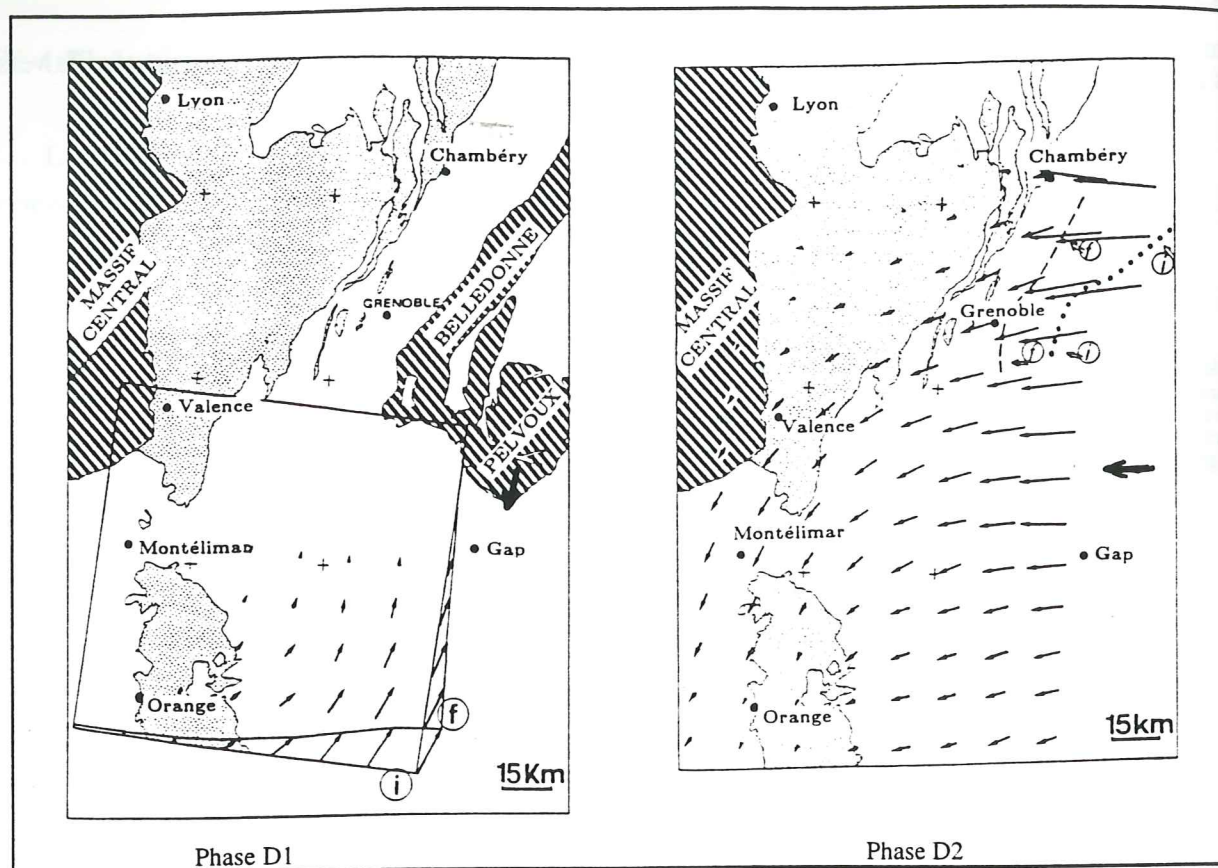 Lyon
Chambéry
MASSIF
CENTRAL
BELLEDONNE
GRENOBLE
Valence
PELVOUX
Montélimar
Gap
Orange
f
i
15Km
Phase D1
Lyon
Chambéry
MASSIF
CENTRAL
Grenoble
Valence
Montélimar
Gap
Orange
15km
Phase D2